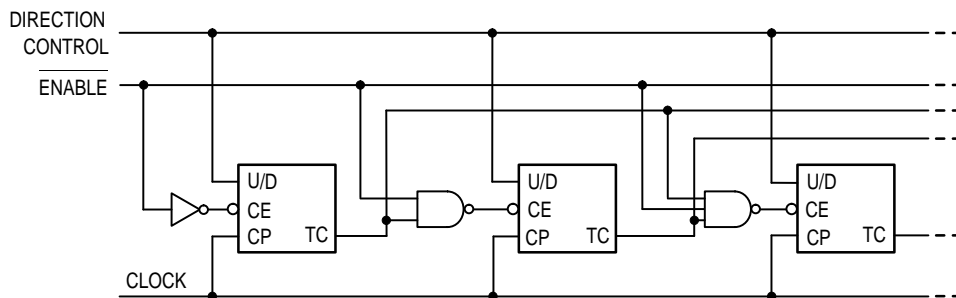 DIRECTION
CONTROL
ENABLE
U/D
CE
CP
TC
U/D
CE
CP
TC
U/D
CE
CP
TC
CLOCK